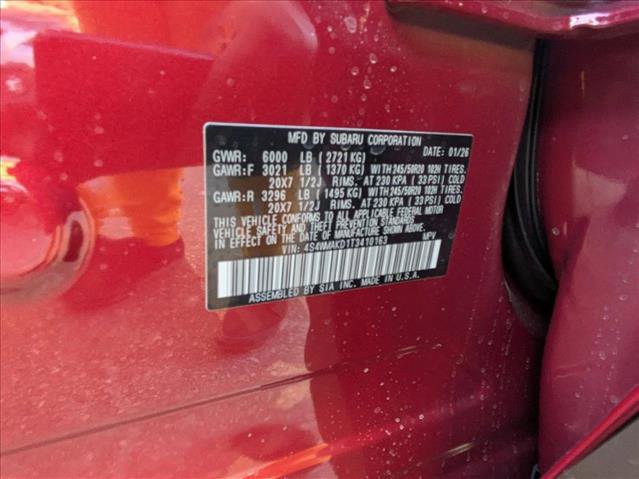 MFD BY SUBARU CORPORATION
GVWR: 6000 LB ( 2721 KG) DATE: 01/26
GAWR:F 3021 LB ( 1370 KG) WITH 245/50R20 102H TIRES.
20X7 1/2J RIMS. AT 230 KPA ( 33 PSI) COLD
GAWR:R 3296 LB ( 1495 KG) WITH 245/50R20 102H TIRES.
20X7 1/2J RIMS. AT 230 KPA ( 33 PSI) COLD
THIS VEHICLE CONFORMS TO ALL APPLICABLE FEDERAL MOTOR
VEHICLE SAFETY STANDARDS IN EFFECT ON THE DATE OF
MANUFACTURE SHOWN ABOVE.
VIN: 4S4WMAKD1T3410163 MPV
ASSEMBLED BY SIA INC. MADE IN U.S.A.